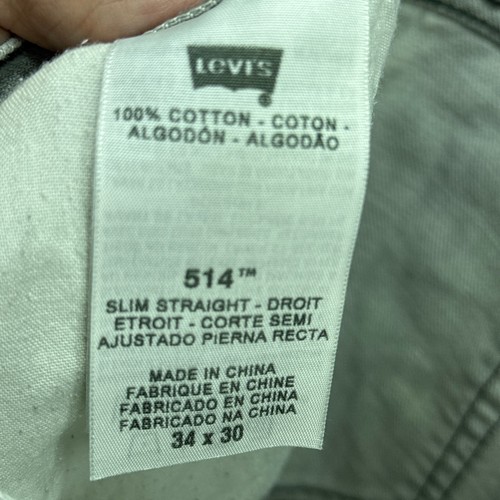 LEVI'S
®
100% COTTON - COTON -
ALGODÓN - ALGODÃO
514™
SLIM STRAIGHT - DROIT
ETROIT - CORTE SEMI
AJUSTADO PIERNA RECTA
MADE IN CHINA
FABRIQUE EN CHINE
FABRICADO EN CHINA
FABRICADO NA CHINA
34 x 30